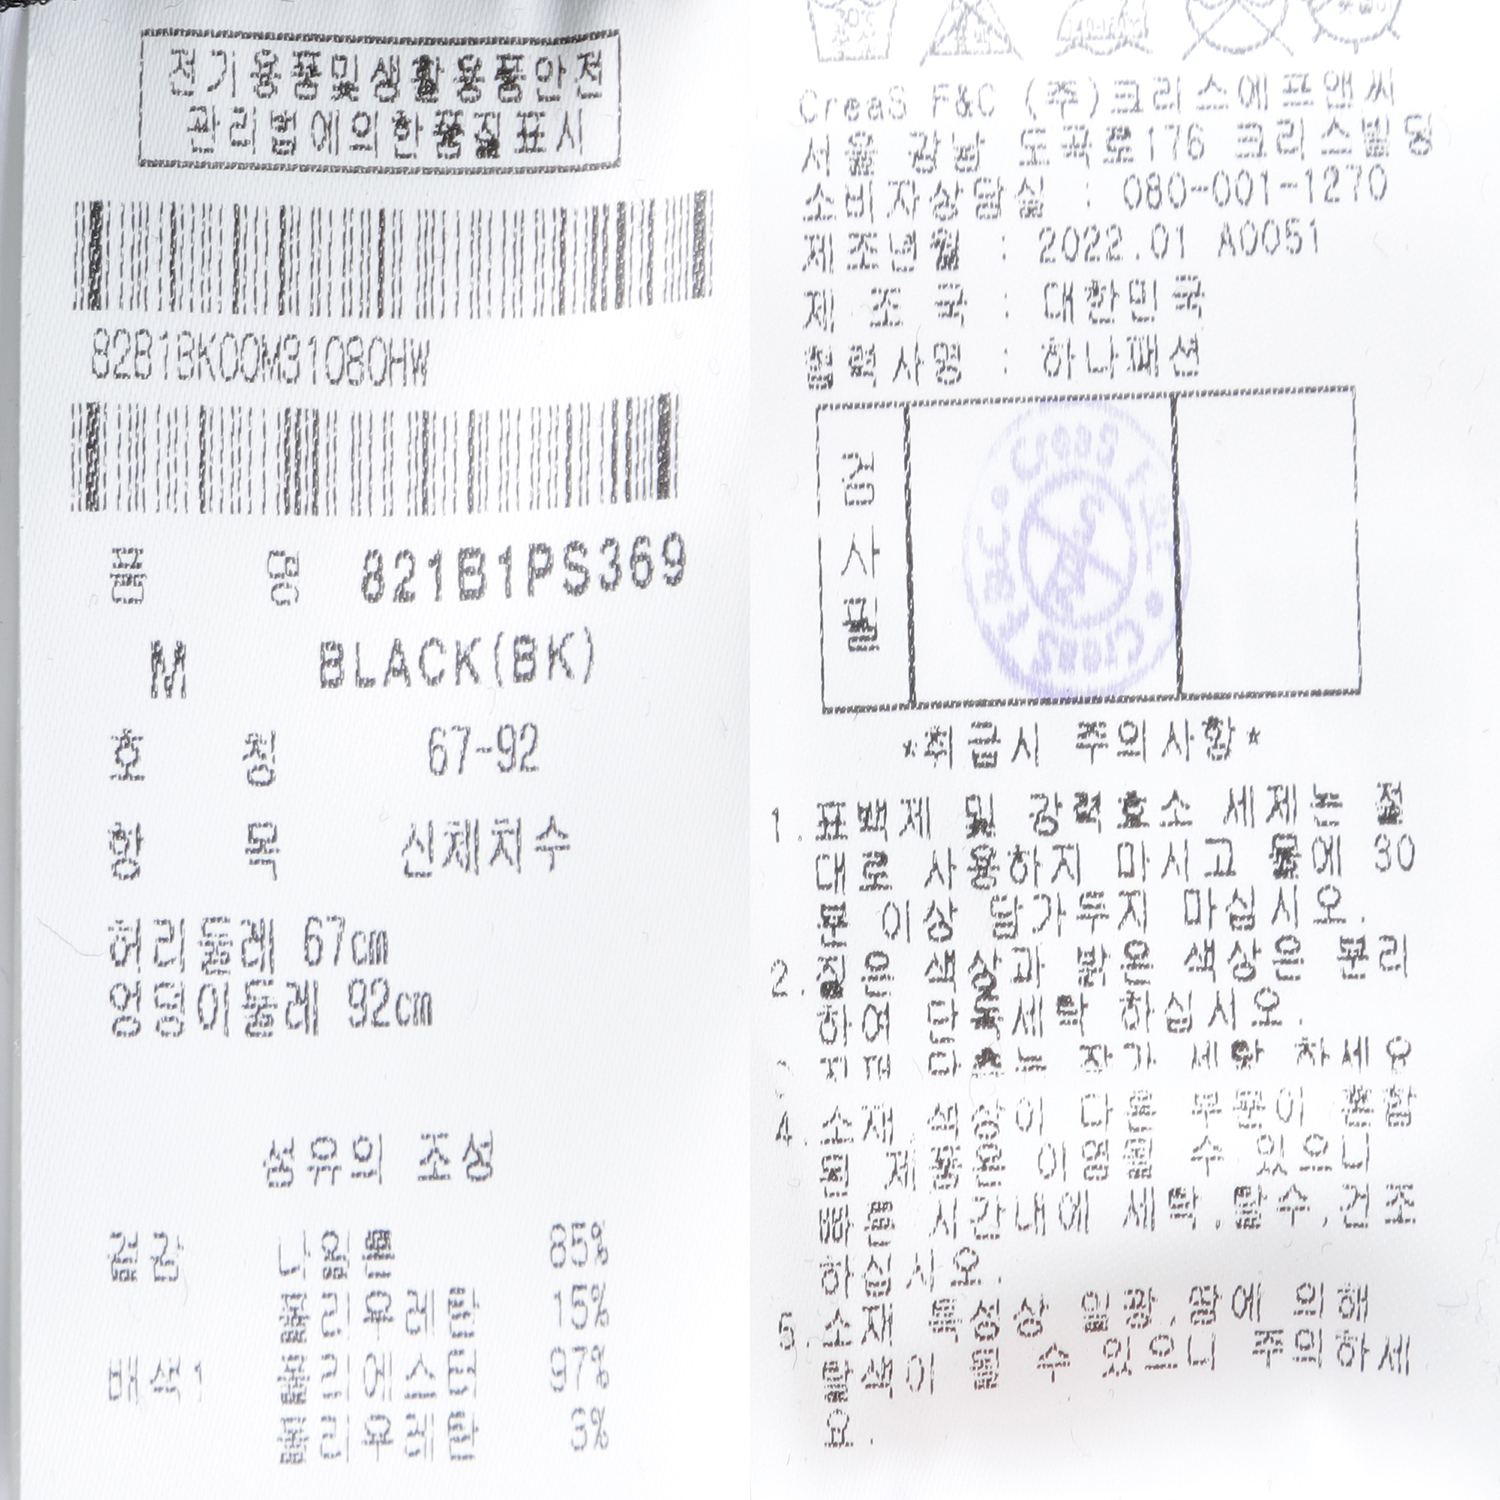 전기용품및생활용품안전
관리법에의한품질표시
82B1BK00M31080HW
품 명 821B1PS369
M BLACK(BK)
호 칭 67-92
항 목 신체치수
허리둘레 67cm
엉덩이둘레 92cm
섬유의 조성
겉감 나일론 85%
폴리우레탄 15%
배색1 폴리에스터 97%
폴리우레탄 3%
CreaS F&C (주)크리스에프앤씨
서울 강남 도곡로176 크리스빌딩
소비자상담실 : 080-001-1270
제조년월 : 2022.01 A0051
제 조 국 : 대한민국
협력사명 : 하나패션
검사필
*취급시 주의사항*
1.표백제 및 강력효소 세제는 절
대로 사용하지 마시고 물에 30
분 이상 담가두지 마십시오.
2.짙은 색상과 밝은 색상은 분리
하여 단독세탁 하십시오.
4.소재,색상이 다른 부분이 혼합
된 제품은 이염될 수 있으니
빠른 시간내에 세탁,탈수,건조
하십시오.
5.소재 특성상 일광,땀에 의해
탈색이 될 수 있으니 주의하세
요.